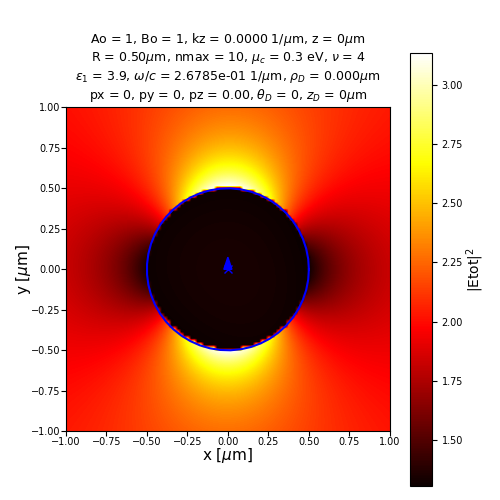 Ao = 1, Bo = 1, kz = 0.0000 1/μm, z = 0μm
R = 0.50μm, nmax = 10, μc = 0.3 eV, ν = 4
ε₁ = 3.9, ω/c = 2.6785e-01 1/μm, ρD = 0.000μm
px = 0, py = 0, pz = 0.00, θD = 0, zD = 0μm
1.00
0.75
0.50
0.25
0.00
−0.25
−0.50
−0.75
−1.00
y [μm]
−1.00 −0.75 −0.50 −0.25 0.00 0.25 0.50 0.75 1.00
x [μm]
3.00
2.75
2.50
2.25
2.00
1.75
1.50
|Etot|²